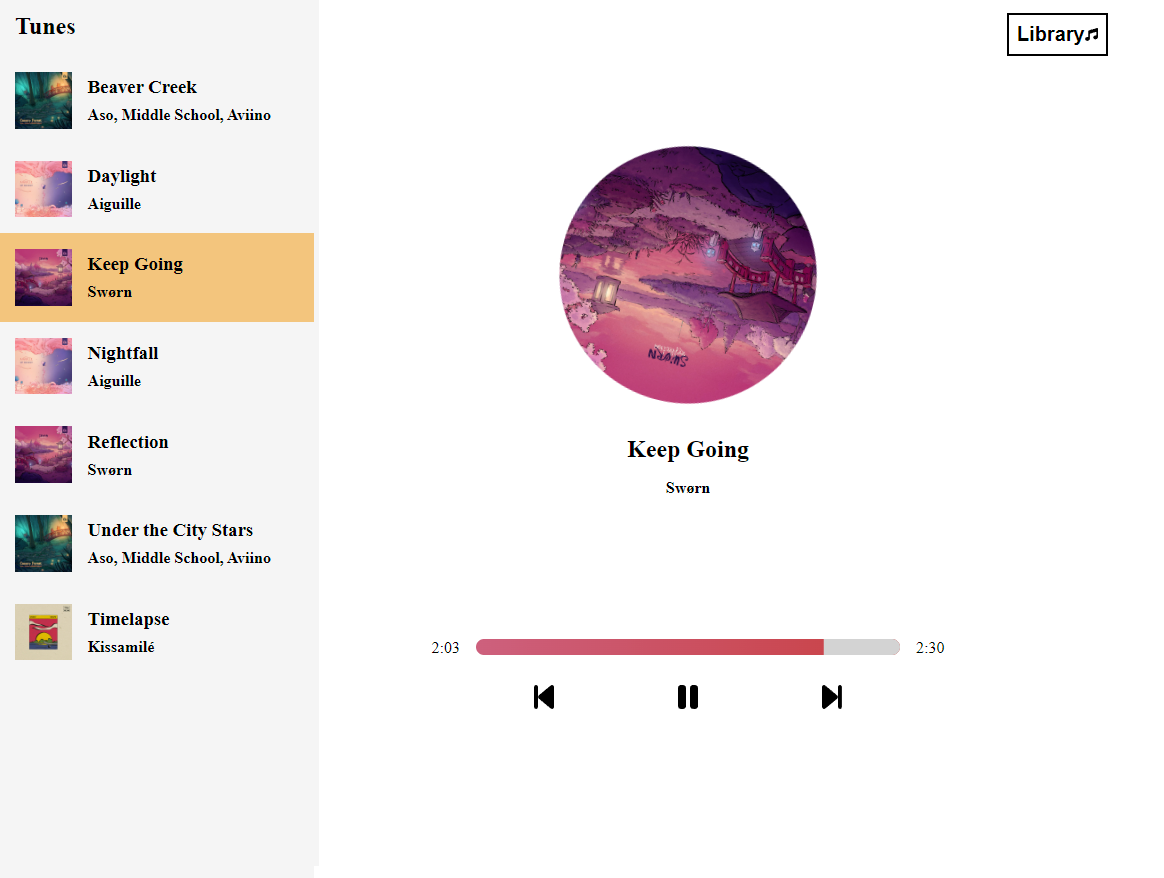 Tunes
Library
Beaver Creek
Aso, Middle School, Aviino
Daylight
Aiguille
Keep Going
Swørn
Nightfall
Aiguille
Reflection
Swørn
Under the City Stars
Aso, Middle School, Aviino
Timelapse
Kissamilé
SWØRN
Keep Going
Swørn
2:03
2:30